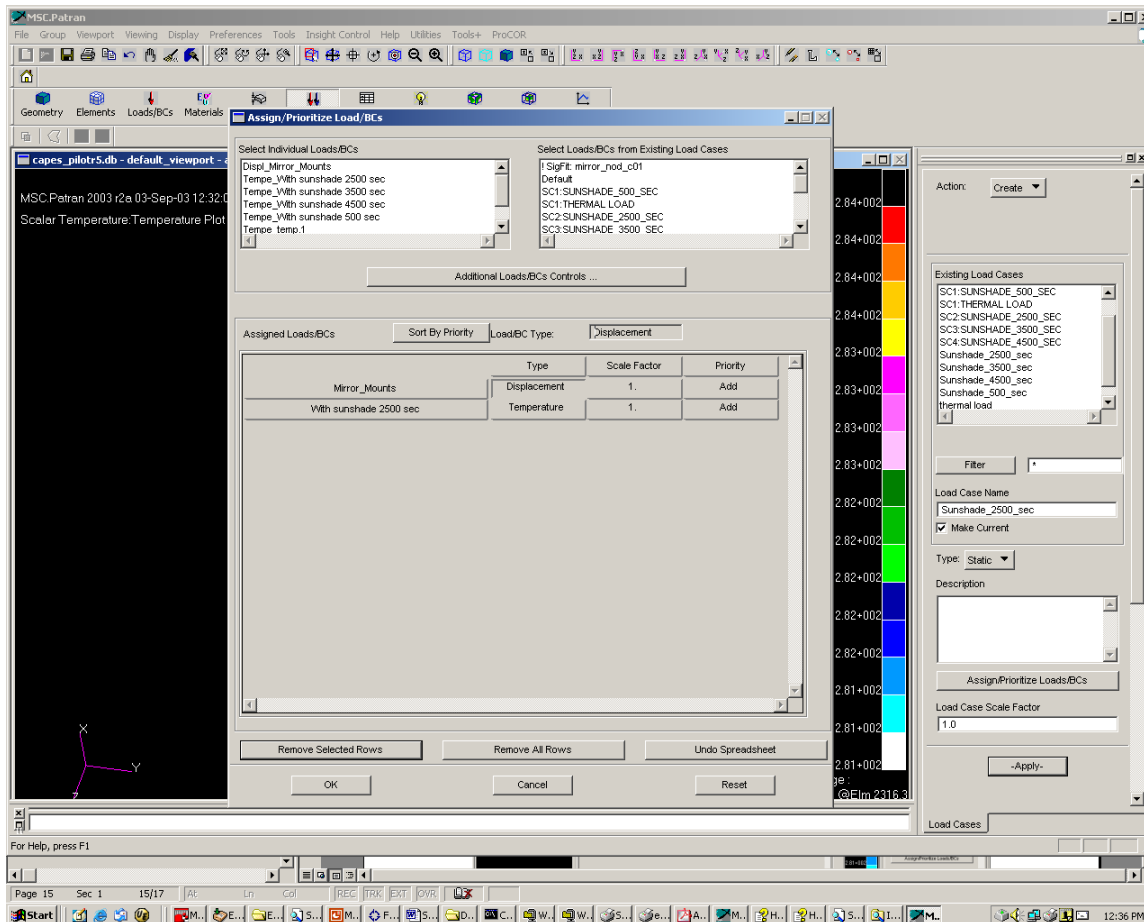 MSC.Patran
File Group Viewport Viewing Display Preferences Tools Insight Control Help Utilities Tools+ ProCOR
Geometry Elements Loads/BCs Materials
Assign/Prioritize Load/BCs
Select Individual Loads/BCs
Displ_Mirror_Mounts
Tempe_With sunshade 2500 sec
Tempe_With sunshade 3500 sec
Tempe_With sunshade 4500 sec
Tempe_With sunshade 500 sec
Tempe_temp.1
Select Loads/BCs from Existing Load Cases
! SigFit: mirror_nod_c01
Default
SC1:SUNSHADE_500_SEC
SC1:THERMAL LOAD
SC2:SUNSHADE_2500_SEC
SC3:SUNSHADE_3500_SEC
Additional Loads/BCs Controls ...
Assigned Loads/BCs Sort By Priority Load/BC Type: Displacement
Type Scale Factor Priority
Mirror_Mounts Displacement 1. Add
With sunshade 2500 sec Temperature 1. Add
Remove Selected Rows Remove All Rows Undo Spreadsheet
OK Cancel Reset
capes_pilotr5.db - default_viewport -
MSC.Patran 2003 r2a 03-Sep-03 12:32:0
Scalar Temperature:Temperature Plot
X
Y
Z
2.84+002
2.84+002
2.84+002
2.84+002
2.83+002
2.83+002
2.83+002
2.83+002
2.82+002
2.82+002
2.82+002
2.82+002
2.82+002
2.81+002
2.81+002
2.81+002
@Elm 2316.3
Action: Create
Existing Load Cases
SC1:SUNSHADE_500_SEC
SC1:THERMAL LOAD
SC2:SUNSHADE_2500_SEC
SC3:SUNSHADE_3500_SEC
SC4:SUNSHADE_4500_SEC
Sunshade_2500_sec
Sunshade_3500_sec
Sunshade_4500_sec
Sunshade_500_sec
thermal load
Filter *
Load Case Name
Sunshade_2500_sec
Make Current
Type: Static
Description
Assign/Prioritize Loads/BCs
Load Case Scale Factor
1.0
-Apply-
Load Cases
For Help, press F1
Page 15 Sec 1 15/17 At Ln Col REC TRK EXT OVR
Start M.. E... E... S... M.. F... S... D.. C.. W.. W.. S... e... A.. M.. H.. H.. S... I... M.. 12:36 PM